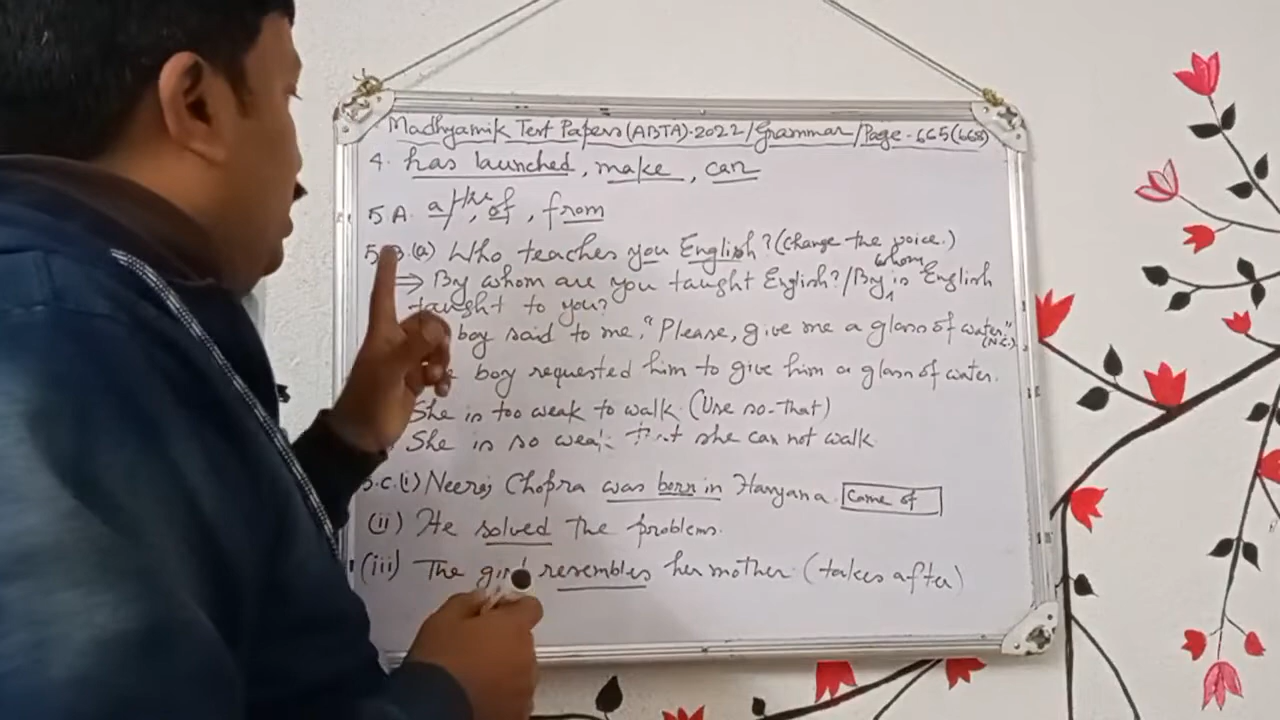 Madhyamik Test Papers (ABTA)-2022/Grammar/Page-665(668)
4. has launched, make, can
5 A. a/the, of, from
5 B. (a) Who teaches you English? (Change the voice.)
whom
⇒ By whom are you taught English?/By is English
taught to you?
boy said to me, "Please, give me a glass of water."
(N.C.)
boy requested him to give him a glass of water.
She is too weak to walk. (Use so-that)
She is so weak that she can not walk
5.C. (i) Neeraj Chopra was born in Haryana. Come of
(ii) He solved the problems.
(iii) The girl resembles her mother. (takes after)